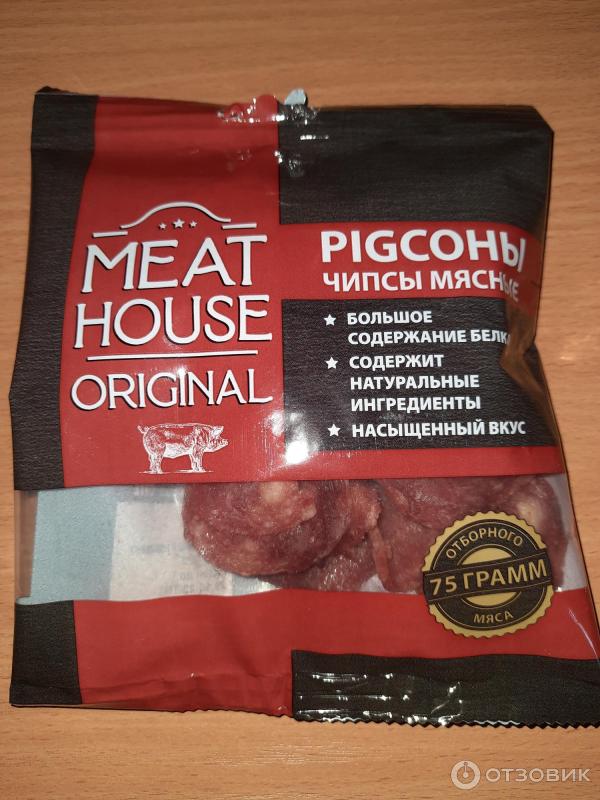 MEAT
HOUSE
ORIGINAL
PIGСОНЫ
ЧИПСЫ МЯСНЫЕ
БОЛЬШОЕ
СОДЕРЖАНИЕ БЕЛКА
СОДЕРЖИТ
НАТУРАЛЬНЫЕ
ИНГРЕДИЕНТЫ
НАСЫЩЕННЫЙ ВКУС
ОТБОРНОГО
75 ГРАММ
МЯСА
ОТЗОВИК